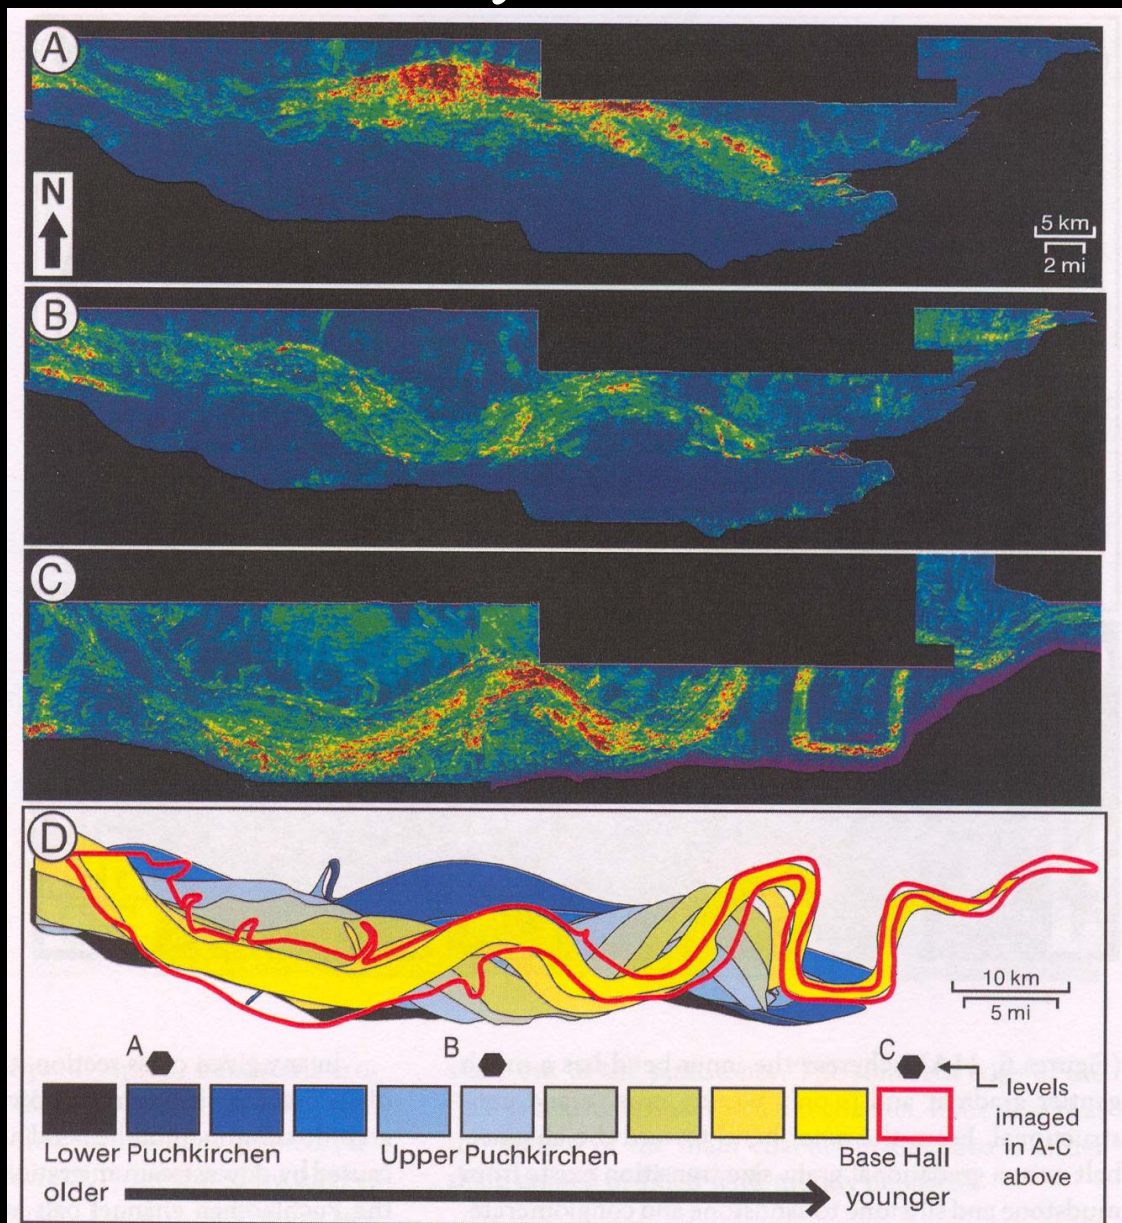 A
N
5 km
2 mi
B
C
D
10 km
5 mi
A B C
levels
imaged
in A-C
above
Lower Puchkirchen Upper Puchkirchen Base Hall
older younger